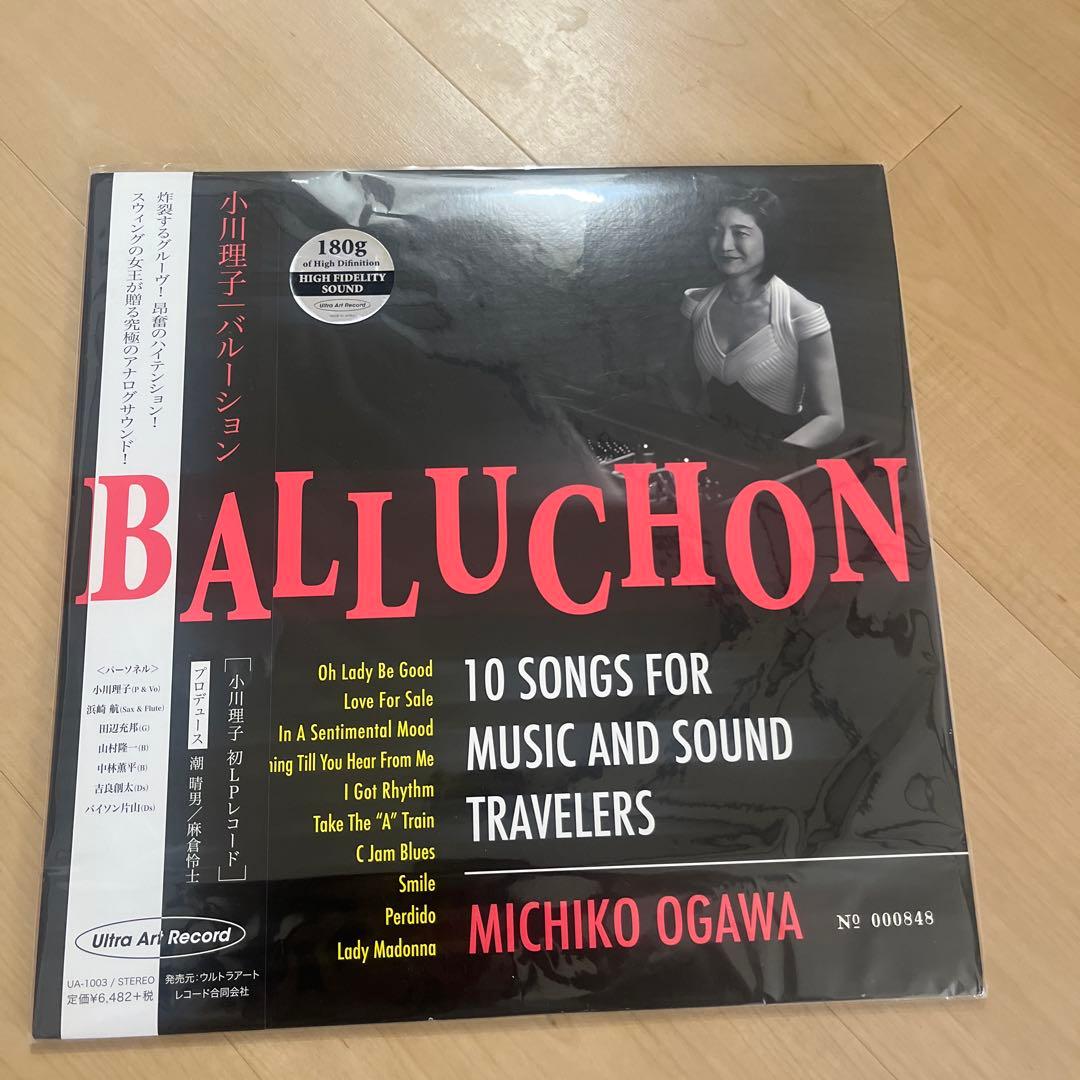 炸裂するグルーヴ！ 昂奮のハイテンション！
スウィングの女王が贈る究極のアナログサウンド！
小川理子｜バルーション
180g
of High Difinition
HIGH FIDELITY
SOUND
Ultra Art Record
BALLUCHON
<パーソネル>
小川理子(P & Vo)
浜崎 航(Sax & Flute)
田辺充邦(G)
山村隆一(B)
中林薫平(B)
吉良創太(Ds)
バイソン片山(Ds)
［小川理子 初LPレコード］
プロデュース 潮 晴男／麻倉怜士
Oh Lady Be Good
Love For Sale
In A Sentimental Mood
Till You Hear From Me
I Got Rhythm
Take The “A” Train
C Jam Blues
Smile
Perdido
Lady Madonna
10 SONGS FOR
MUSIC AND SOUND
TRAVELERS
MICHIKO OGAWA
№ 000848
Ultra Art Record
UA-1003 / STEREO
定価¥6,482+税
発売元:ウルトラアート
レコード合同会社